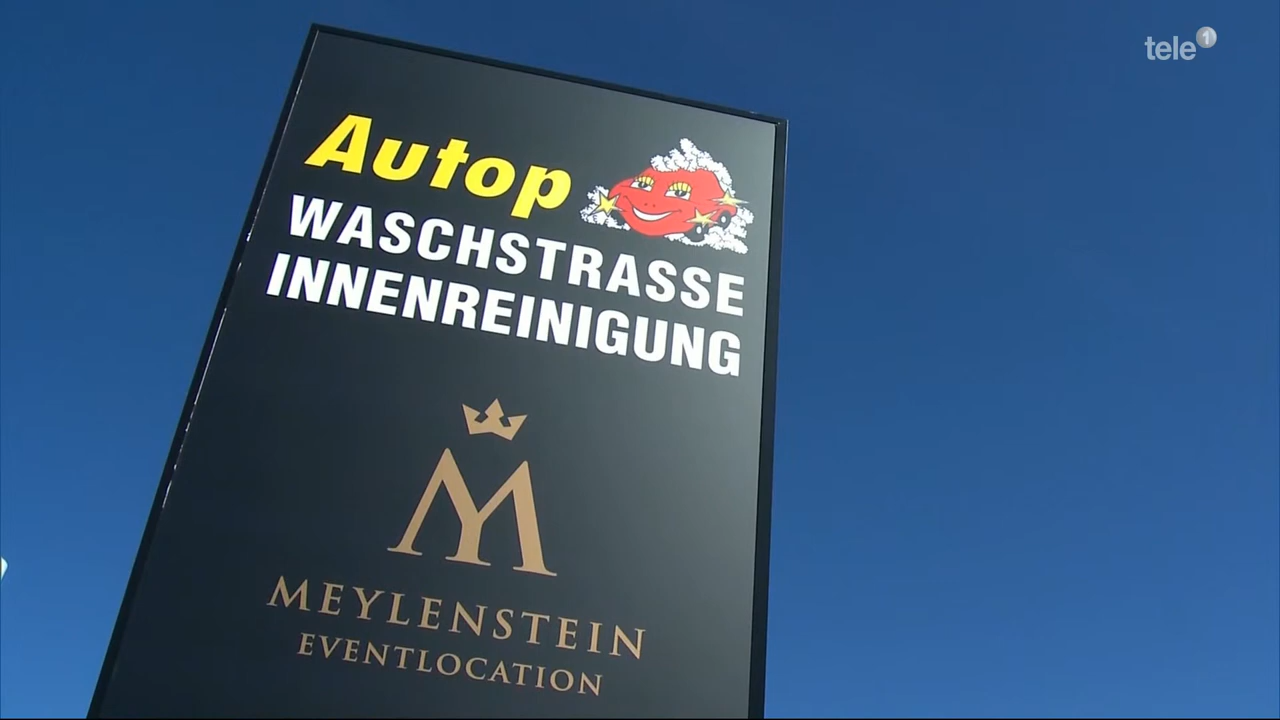 tele 1
Autop
WASCHSTRASSE
INNENREINIGUNG
M
MEYLENSTEIN
EVENTLOCATION